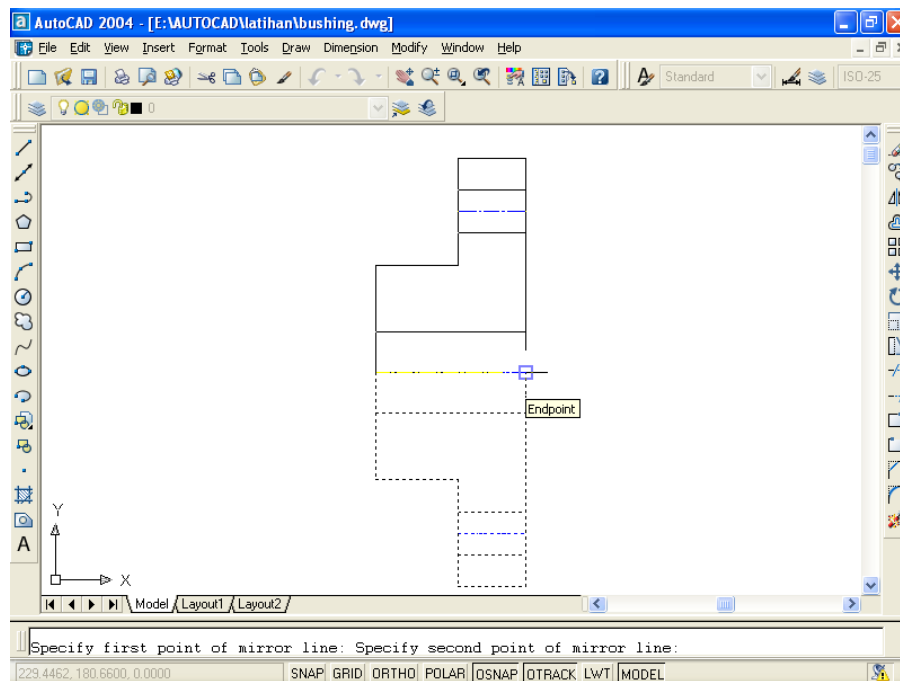 AutoCAD 2004 - [E:\AUTOCAD\latihan\bushing.dwg]
File Edit View Insert Format Tools Draw Dimension Modify Window Help
Standard ISO-25
0
Endpoint
Y
X
A
Model Layout1 Layout2
Specify first point of mirror line: Specify second point of mirror line:
229.4462, 180.6600, 0.0000 SNAP GRID ORTHO POLAR OSNAP OTRACK LWT MODEL